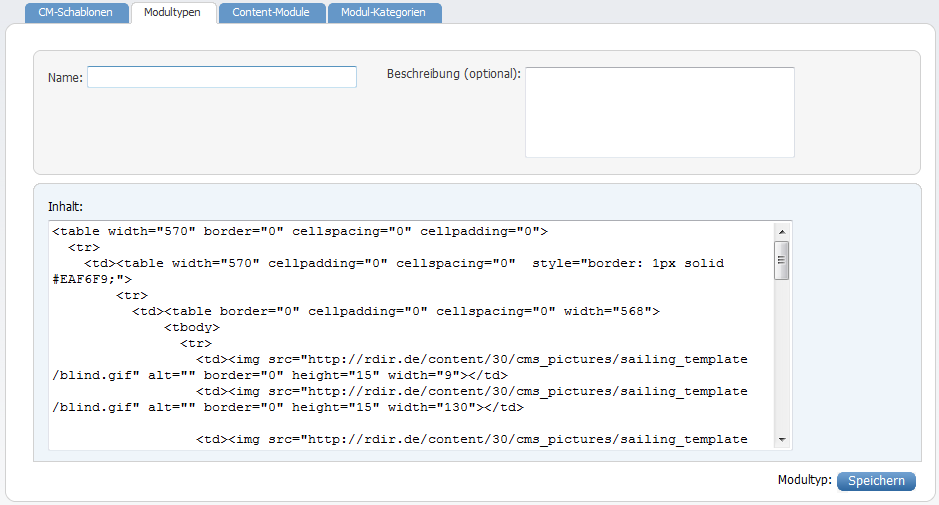 CM-Schablonen Modultypen Content-Module Modul-Kategorien
Name: Beschreibung (optional):
Inhalt:
<table width="570" border="0" cellspacing="0" cellpadding="0">
<tr>
<td><table width="570" cellpadding="0" cellspacing="0"  style="border: 1px solid
#EAF6F9;">
<tr>
<td><table border="0" cellpadding="0" cellspacing="0" width="568">
<tbody>
<tr>
<td><img src="http://rdir.de/content/30/cms_pictures/sailing_template
/blind.gif" alt="" border="0" height="15" width="9"></td>
<td><img src="http://rdir.de/content/30/cms_pictures/sailing_template
/blind.gif" alt="" border="0" height="15" width="130"></td>
<td><img src="http://rdir.de/content/30/cms_pictures/sailing_template
Modultyp: Speichern